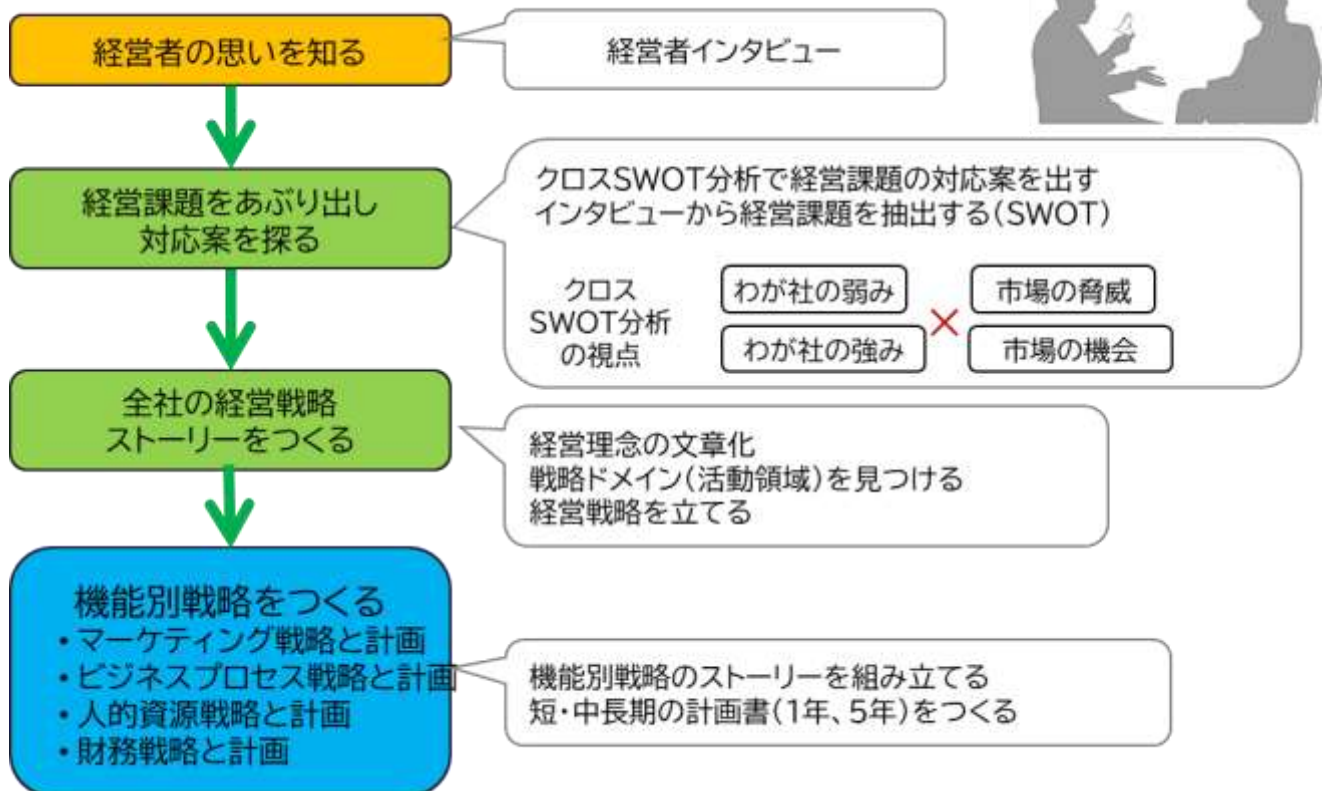 経営者の思いを知る
経営者インタビュー
経営課題をあぶり出し
対応案を探る
クロスSWOT分析で経営課題の対応案を出す
インタビューから経営課題を抽出する(SWOT)
クロス
SWOT分析
の視点
わが社の弱み
市場の脅威
×
わが社の強み
市場の機会
全社の経営戦略
ストーリーをつくる
経営理念の文章化
戦略ドメイン(活動領域)を見つける
経営戦略を立てる
機能別戦略をつくる
・マーケティング戦略と計画
・ビジネスプロセス戦略と計画
・人的資源戦略と計画
・財務戦略と計画
機能別戦略のストーリーを組み立てる
短・中長期の計画書(1年、5年)をつくる